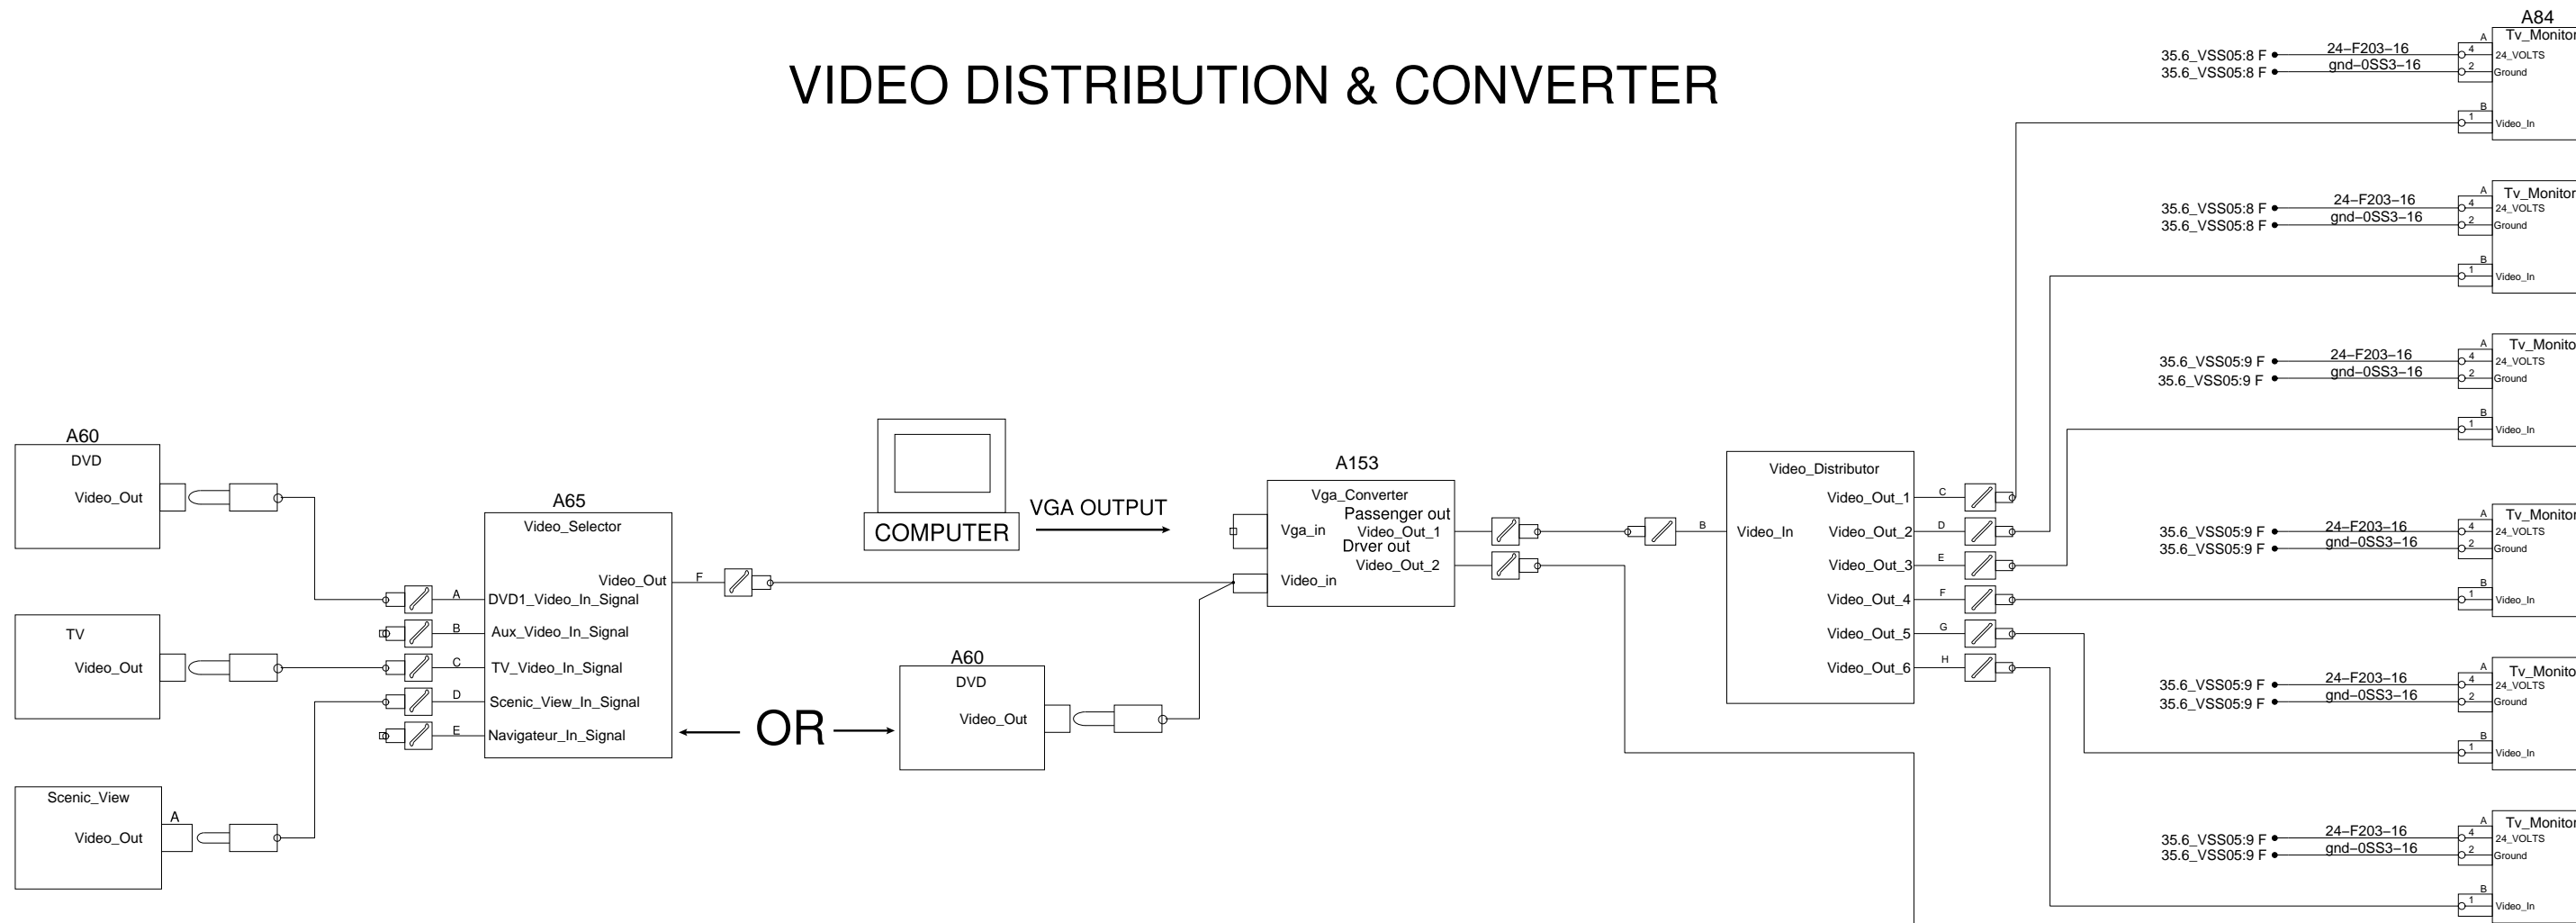 VIDEO DISTRIBUTION & CONVERTER
A60
DVD
Video_Out
TV
Video_Out
Scenic_View
A
Video_Out
A65
Video_Selector
Video_Out
F
A
DVD1_Video_In_Signal
B
Aux_Video_In_Signal
C
TV_Video_In_Signal
D
Scenic_View_In_Signal
E
Navigateur_In_Signal
COMPUTER
VGA OUTPUT
OR
A60
DVD
Video_Out
A153
Vga_Converter
Passenger out
Vga_in
Video_Out_1
Drver out
Video_Out_2
Video_in
B
Video_Distributor
Video_In
Video_Out_1
C
Video_Out_2
D
Video_Out_3
E
Video_Out_4
F
Video_Out_5
G
Video_Out_6
H
A84
Tv_Monitor
A
35.6_VSS05:8 F
24–F203–16
4
24_VOLTS
35.6_VSS05:8 F
gnd–0SS3–16
2
Ground
B
1
Video_In
Tv_Monitor
A
35.6_VSS05:8 F
24–F203–16
4
24_VOLTS
35.6_VSS05:8 F
gnd–0SS3–16
2
Ground
B
1
Video_In
Tv_Monito
A
35.6_VSS05:9 F
24–F203–16
4
24_VOLTS
35.6_VSS05:9 F
gnd–0SS3–16
2
Ground
B
1
Video_In
Tv_Monitor
A
35.6_VSS05:9 F
24–F203–16
4
24_VOLTS
35.6_VSS05:9 F
gnd–0SS3–16
2
Ground
B
1
Video_In
Tv_Monito
A
35.6_VSS05:9 F
24–F203–16
4
24_VOLTS
35.6_VSS05:9 F
gnd–0SS3–16
2
Ground
B
1
Video_In
Tv_Monitor
A
35.6_VSS05:9 F
24–F203–16
4
24_VOLTS
35.6_VSS05:9 F
gnd–0SS3–16
2
Ground
B
1
Video_In